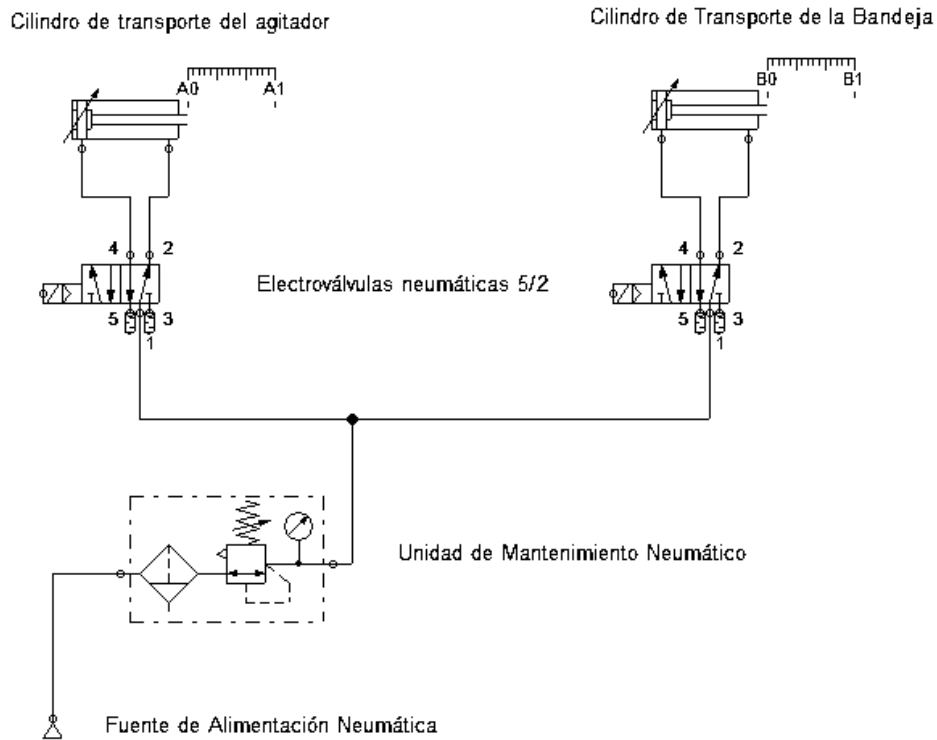 Cilindro de transporte del agitador
Cilindro de Transporte de la Bandeja
A0 A1
B0 B1
4 2
4 2
Electroválvulas neumáticas 5/2
5 3
1
5 3
1
Unidad de Mantenimiento Neumático
Fuente de Alimentación Neumática